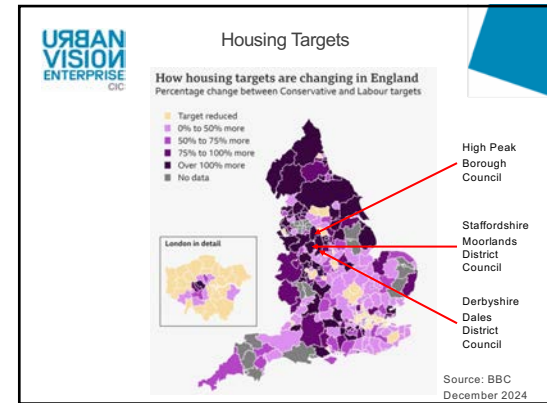 URBAN
VISION
ENTERPRISE
CIC
Housing Targets
How housing targets are changing in England
Percentage change between Conservative and Labour targets
Target reduced
0% to 50% more
50% to 75% more
75% to 100% more
Over 100% more
No data
London in detail
High Peak
Borough
Council
Staffordshire
Moorlands
District
Council
Derbyshire
Dales
District
Council
Source: BBC
December 2024